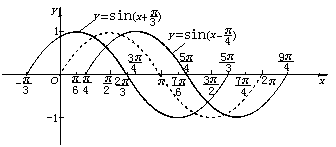 y
y=sin(x+π/3)
y=sin(x-π/4)
1
3π/4 5π/4 5π/3 9π/4
-π/3 O π/6 π/4 π/2 2π/3 π 7π/6 3π/2 7π/4 2π x
-1